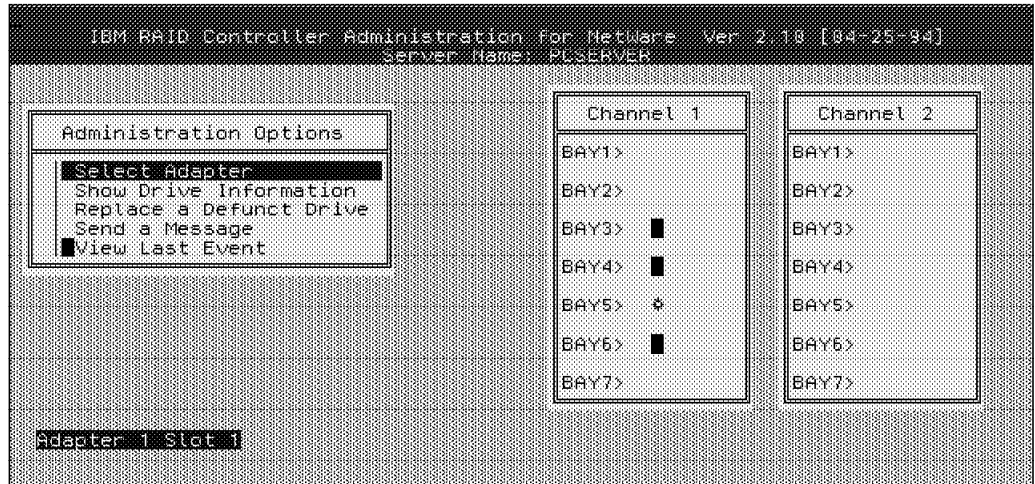 IBM RAID Controller Administration for NetWare Ver 2.10 [04-25-94]
Server Name: PCSERVER
Administration Options
Select Adapter
Show Drive Information
Replace a Defunct Drive
Send a Message
View Last Event
Channel 1
BAY1>
BAY2>
BAY3>
BAY4>
BAY5>
BAY6>
BAY7>
Channel 2
BAY1>
BAY2>
BAY3>
BAY4>
BAY5>
BAY6>
BAY7>
Adapter 1 Slot 1